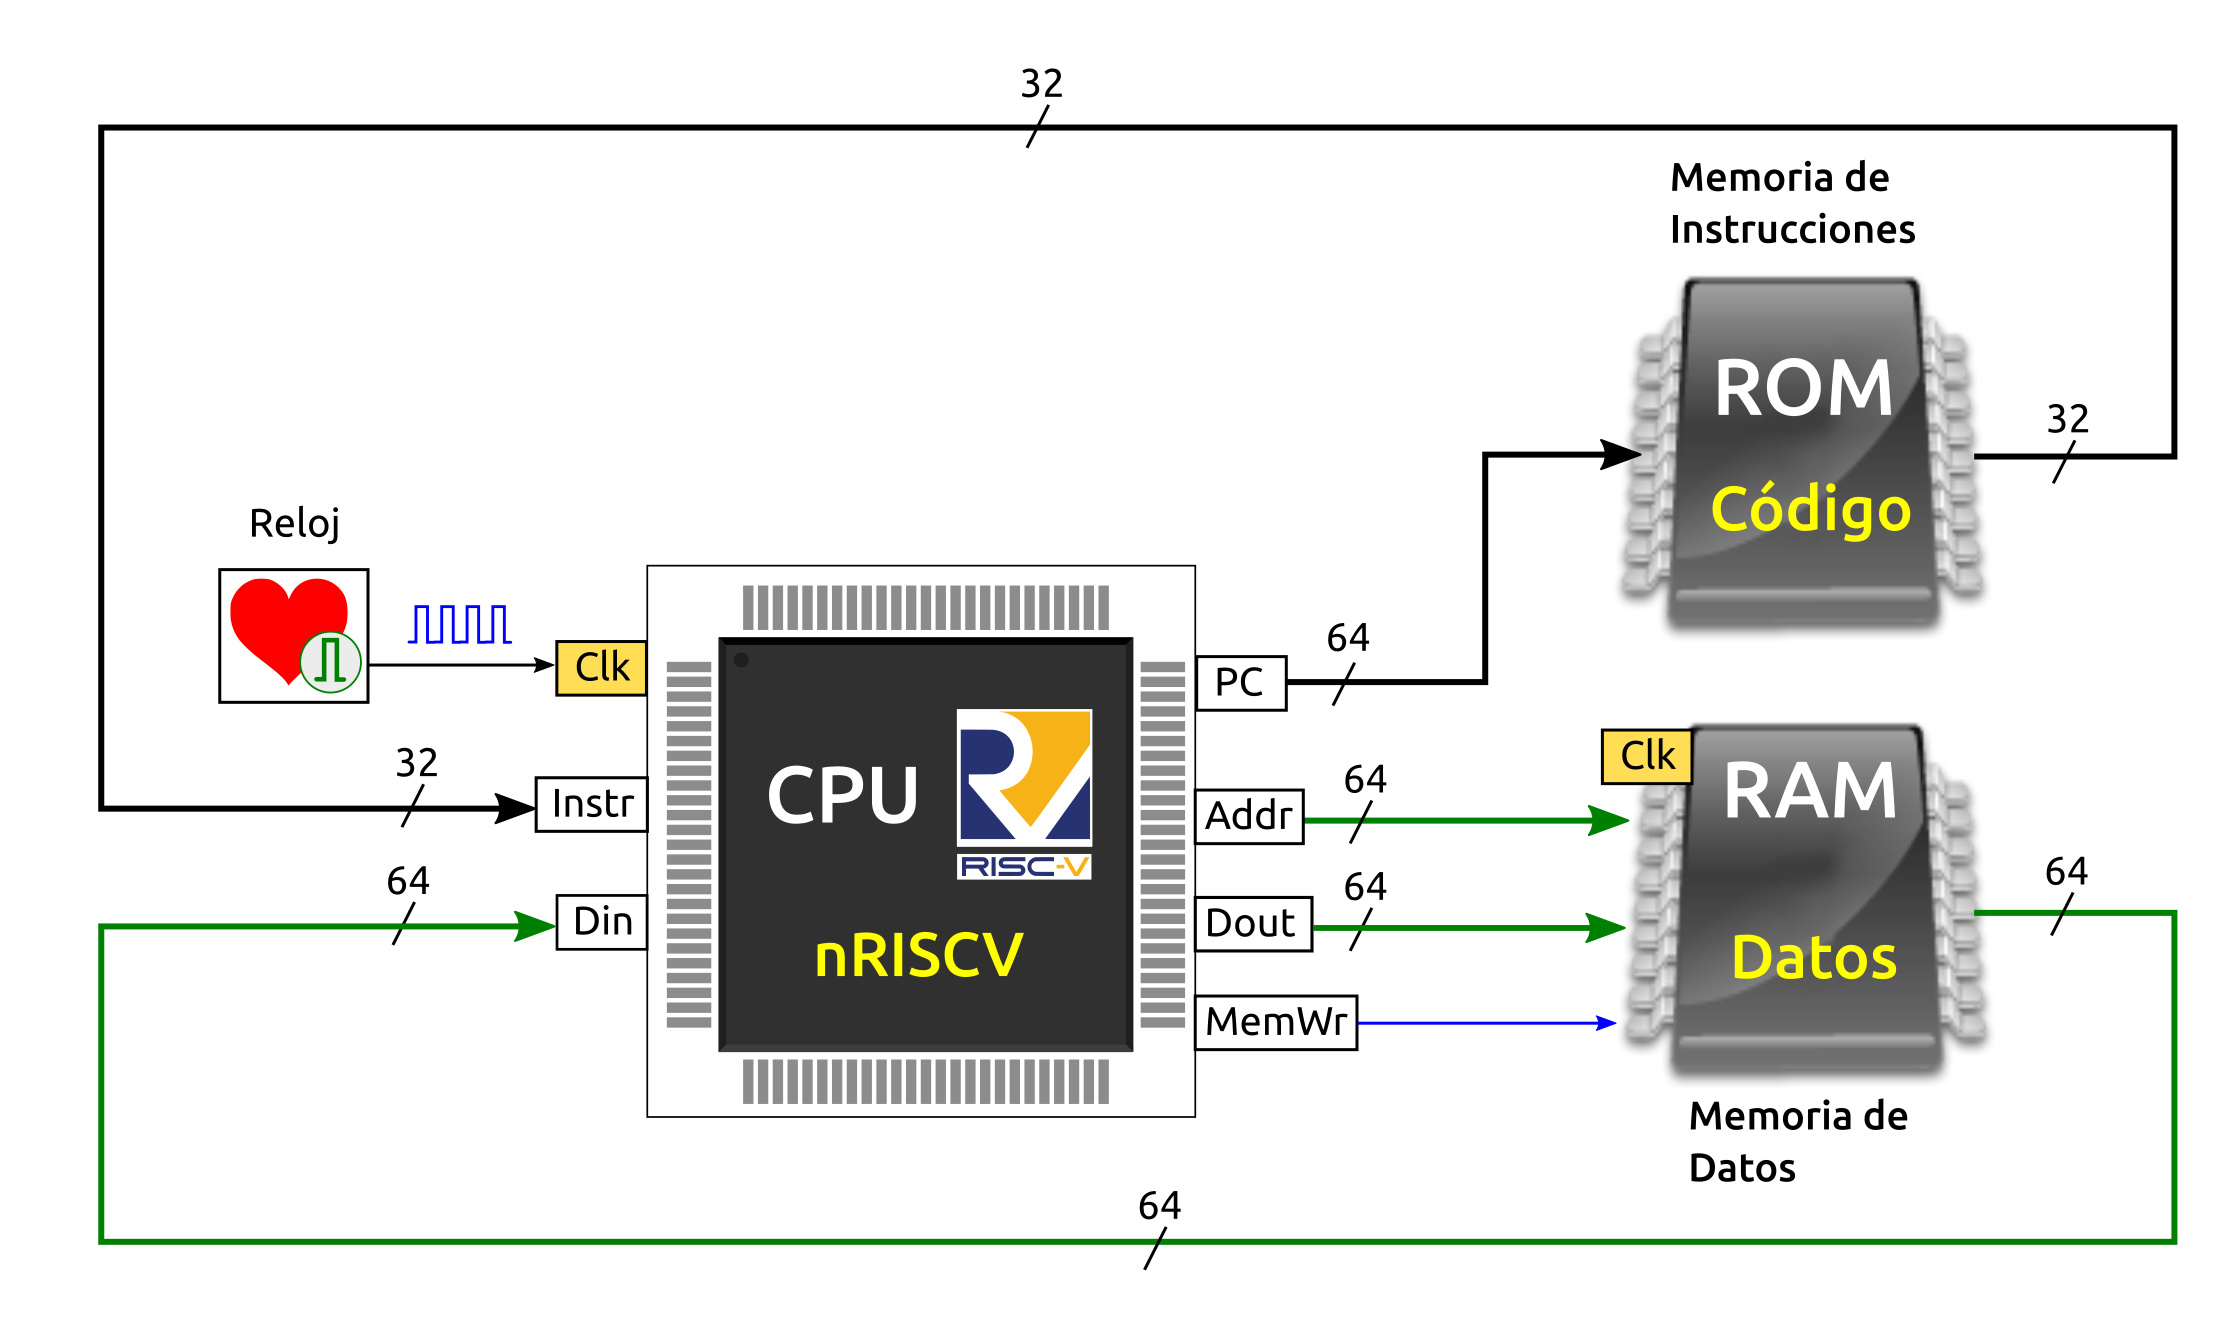 32
Memoria de
Instrucciones
ROM
Código
32
Reloj
Clk
64
PC
32
Instr
64
Din
CPU
RISC-V
nRISCV
64
Addr
64
Dout
MemWr
Clk
RAM
Datos
64
Memoria de
Datos
64